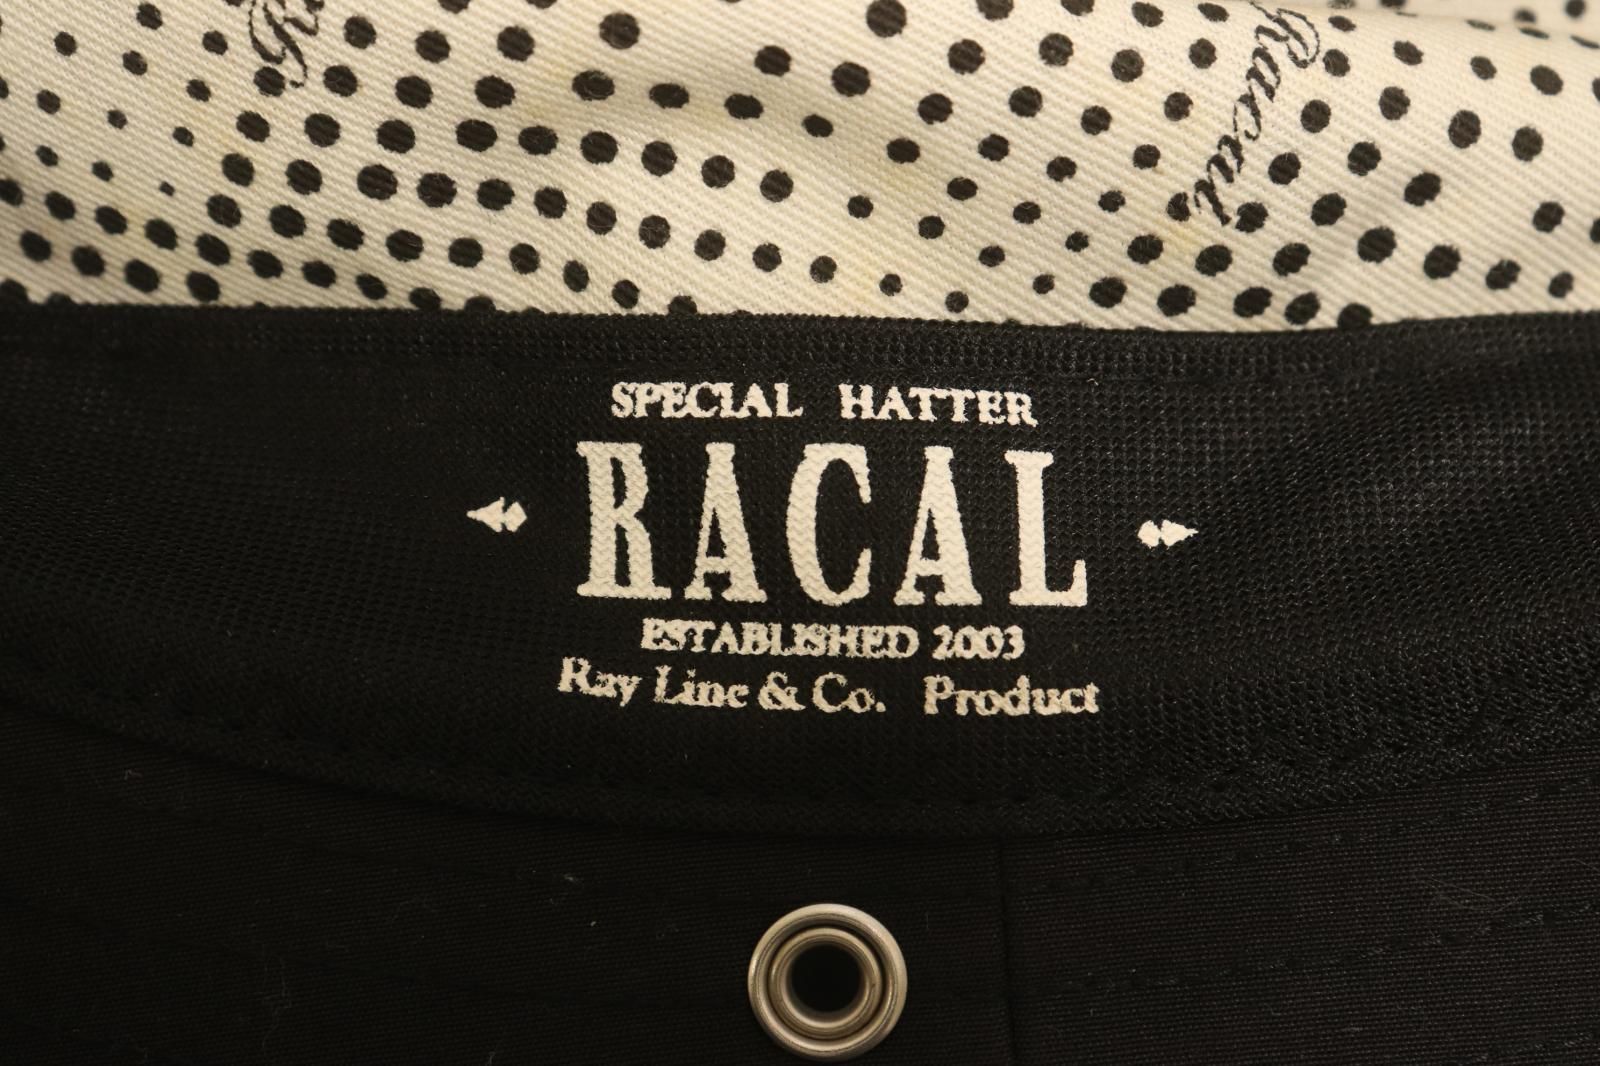 SPECIAL HATTER
RACAL
ESTABLISHED 2003
Ray Line & Co. Product